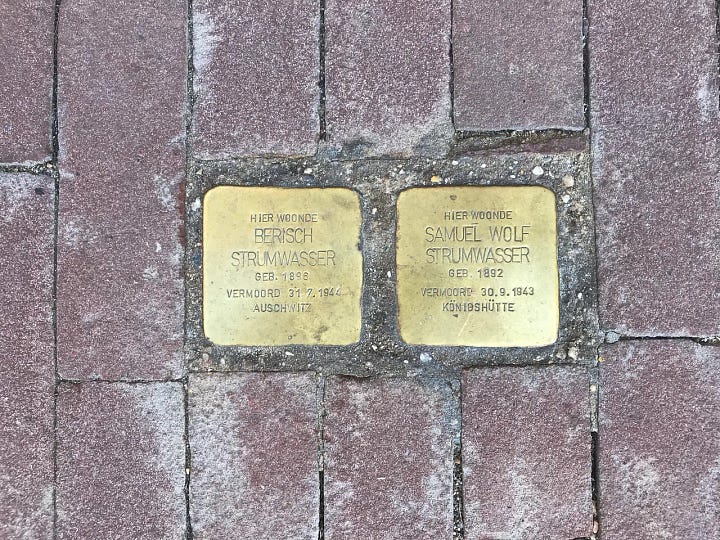 HIER WOONDE
BERISCH
STRUMWASSER
GEB. 1898
VERMOORD 31.7.1944
AUSCHWITZ
HIER WOONDE
SAMUEL WOLF
STRUMWASSER
GEB. 1892
VERMOORD 30.9.1943
KÖNIGSHÜTTE